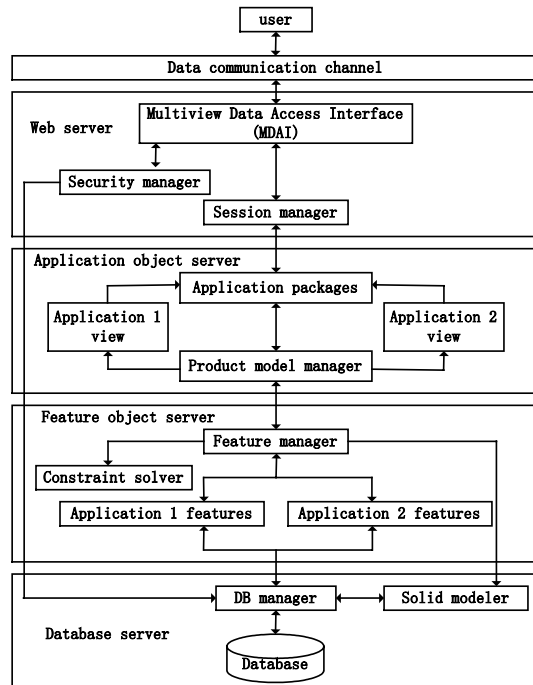 user
Data communication channel
Web server
Multiview Data Access Interface
(MDAI)
Security manager
Session manager
Application object server
Application packages
Application 1
view
Application 2
view
Product model manager
Feature object server
Feature manager
Constraint solver
Application 1 features
Application 2 features
DB manager
Solid modeler
Database server
Database